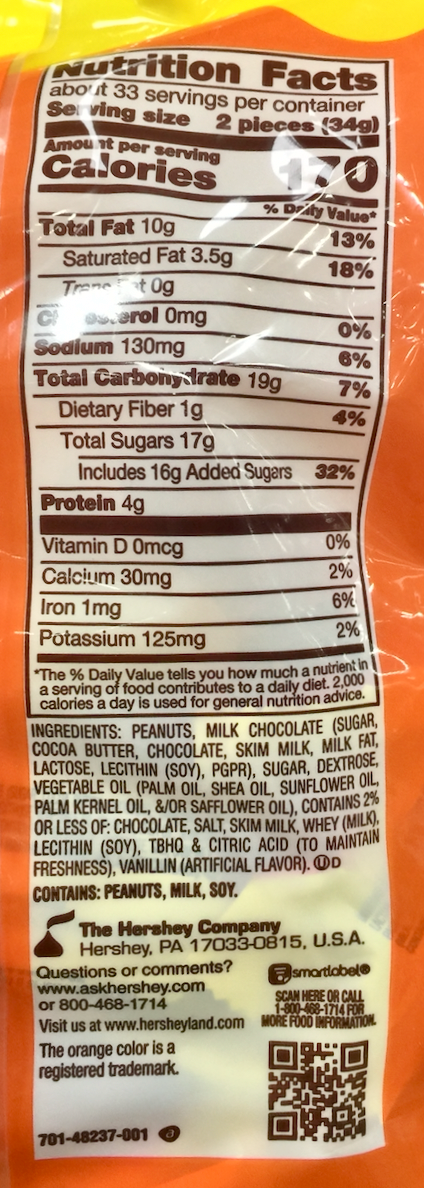 Nutrition Facts
about 33 servings per container
Serving size 2 pieces (34g)
Amount per serving
Calories 170
% Daily Value*
Total Fat 10g 13%
Saturated Fat 3.5g 18%
Trans Fat 0g
Cholesterol 0mg 0%
Sodium 130mg 6%
Total Carbohydrate 19g 7%
Dietary Fiber 1g 4%
Total Sugars 17g
Includes 16g Added Sugars 32%
Protein 4g
Vitamin D 0mcg 0%
Calcium 30mg 2%
Iron 1mg 6%
Potassium 125mg 2%
*The % Daily Value tells you how much a nutrient in
a serving of food contributes to a daily diet. 2,000
calories a day is used for general nutrition advice.
INGREDIENTS: PEANUTS, MILK CHOCOLATE (SUGAR,
COCOA BUTTER, CHOCOLATE, SKIM MILK, MILK FAT,
LACTOSE, LECITHIN (SOY), PGPR), SUGAR, DEXTROSE,
VEGETABLE OIL (PALM OIL, SHEA OIL, SUNFLOWER OIL,
PALM KERNEL OIL, &/OR SAFFLOWER OIL), CONTAINS 2%
OR LESS OF: CHOCOLATE, SALT, SKIM MILK, WHEY (MILK),
LECITHIN (SOY), TBHQ & CITRIC ACID (TO MAINTAIN
FRESHNESS), VANILLIN (ARTIFICIAL FLAVOR). ⓊD
CONTAINS: PEANUTS, MILK, SOY.
The Hershey Company
Hershey, PA 17033-0815, U.S.A.
Questions or comments?
www.askhershey.com
or 800-468-1714
Visit us at www.hersheyland.com
The orange color is a
registered trademark.
smartlabel®
SCAN HERE OR CALL
1-800-468-1714 FOR
MORE FOOD INFORMATION.
701-48237-001